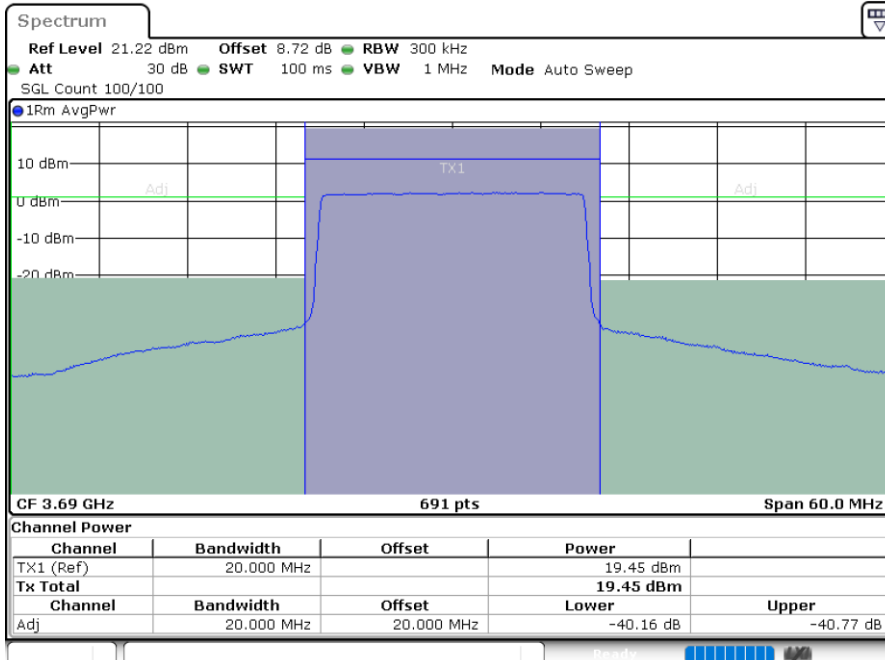 Spectrum
Ref Level 21.22 dBm Offset 8.72 dB RBW 300 kHz
Att 30 dB SWT 100 ms VBW 1 MHz Mode Auto Sweep
SGL Count 100/100
1Rm AvgPwr
10 dBm
TX1
Adj Adj
0 dBm
-10 dBm
-20 dBm
CF 3.69 GHz 691 pts Span 60.0 MHz
Channel Power
Channel Bandwidth Offset Power
TX1 (Ref) 20.000 MHz 19.45 dBm
Tx Total 19.45 dBm
Channel Bandwidth Offset Lower Upper
Adj 20.000 MHz 20.000 MHz -40.16 dB -40.77 dB
Ready